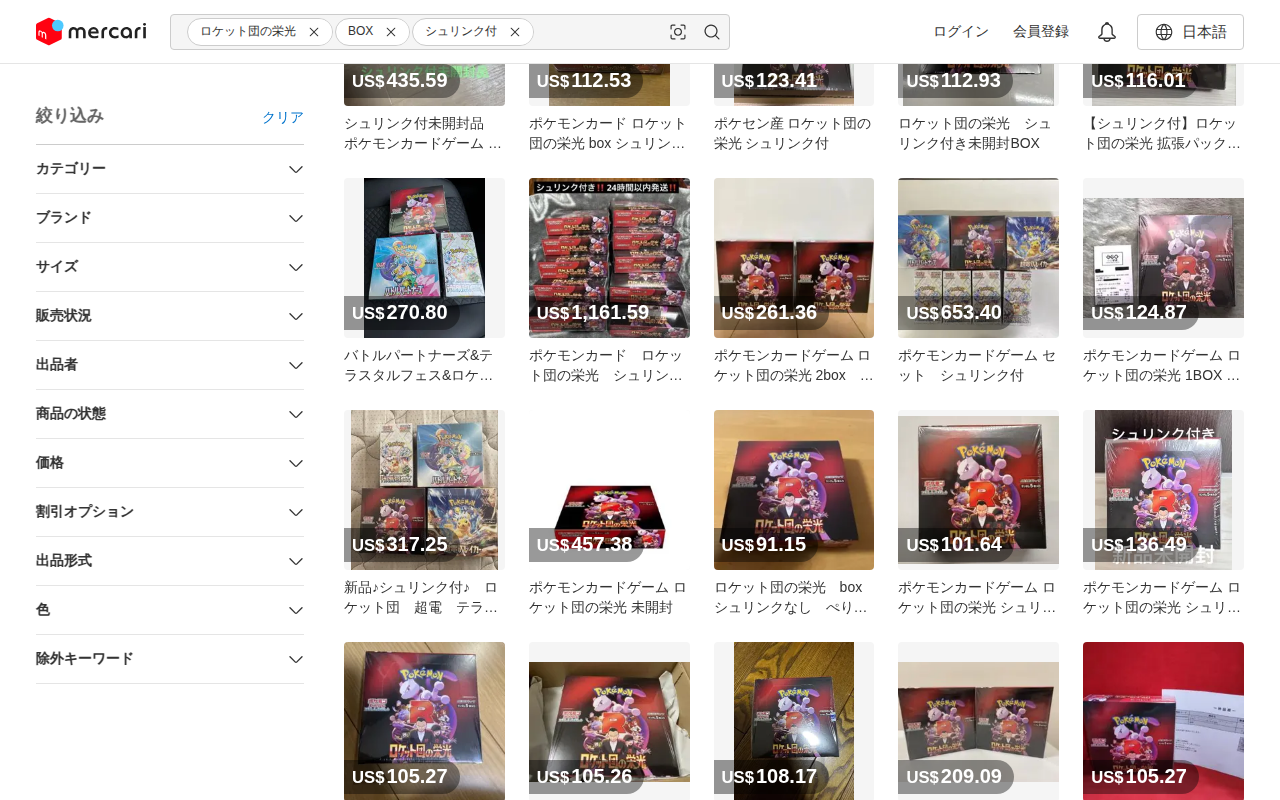 mercari
ロケット団の栄光
BOX
シュリンク付
ログイン
会員登録
日本語
絞り込み
クリア
カテゴリー
ブランド
サイズ
販売状況
出品者
商品の状態
価格
割引オプション
出品形式
色
除外キーワード
US$435.59
US$112.53
US$123.41
US$112.93
US$116.01
シュリンク付未開封品
ポケモンカードゲーム …
ポケモンカード ロケット
団の栄光 box シュリン…
ポケセン産 ロケット団の
栄光 シュリンク付
ロケット団の栄光　シュ
リンク付き未開封BOX
【シュリンク付】ロケッ
ト団の栄光 拡張パック…
シュリンク付き‼ 24時間以内発送‼
US$270.80
US$1,161.59
US$261.36
US$653.40
US$124.87
バトルパートナーズ&テ
ラスタルフェス&ロケ…
ポケモンカード　ロケッ
ト団の栄光　シュリン…
ポケモンカードゲーム ロ
ケット団の栄光 2box　…
ポケモンカードゲーム セ
ット　シュリンク付
ポケモンカードゲーム ロ
ケット団の栄光 1BOX …
シュリンク付き
新品未開封
US$317.25
US$457.38
US$91.15
US$101.64
US$136.49
新品♪シュリンク付♪　ロ
ケット団　超電　テラ…
ポケモンカードゲーム ロ
ケット団の栄光 未開封
ロケット団の栄光　box
シュリンクなし　ぺり…
ポケモンカードゲーム ロ
ケット団の栄光 シュリ…
ポケモンカードゲーム ロ
ケット団の栄光 シュリ…
US$105.27
US$105.26
US$108.17
US$209.09
US$105.27